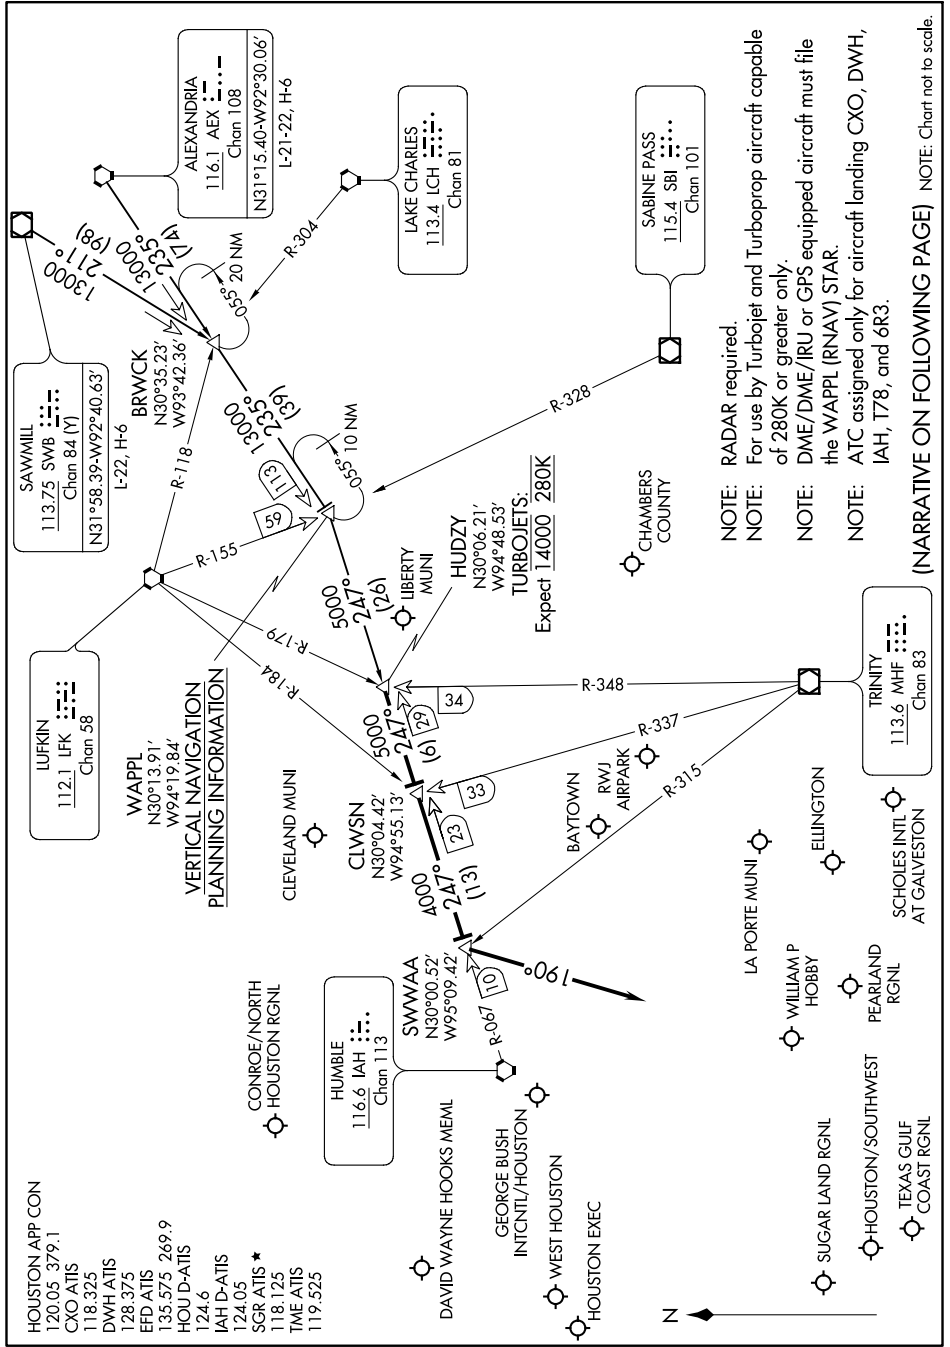 HOUSTON APP CON
120.05 379.1
CXO ATIS
118.325
DWH ATIS
128.375
EFD ATIS
135.575 269.9
HOU D-ATIS
124.6
IAH D-ATIS
124.05
SGR ATIS ★
118.125
TME ATIS
119.525
CONROE/NORTH
HOUSTON RGNL
HUMBLE
116.6 IAH
Chan 113
DAVID WAYNE HOOKS MEML
GEORGE BUSH
INTCNTL/HOUSTON
WEST HOUSTON
HOUSTON EXEC
N
SUGAR LAND RGNL
HOUSTON/SOUTHWEST
TEXAS GULF
COAST RGNL
R-067
10
SWWAA
N30°00.52'
W95°09.42'
190°
4000
247°
(13)
23
33
WILLIAM P
HOBBY
PEARLAND
RGNL
LA PORTE MUNI
ELLINGTON
SCHOLES INTL
AT GALVESTON
BAYTOWN
RWJ
AIRPARK
R-315
R-337
R-348
CLEVELAND MUNI
CLWSN
N30°04.42'
W94°55.13'
5000
247°
(6)
29
34
LUFKIN
112.1 LFK
Chan 58
WAPPL
N30°13.91'
W94°19.84'
VERTICAL NAVIGATION
PLANNING INFORMATION
R-184
R-179
R-155
R-118
TRINITY
113.6 MHF
Chan 83
HUDZY
N30°06.21'
W94°48.53'
TURBOJETS:
Expect 14000 280K
LIBERTY
MUNI
CHAMBERS
COUNTY
5000
247°
(26)
59
113
055°
10 NM
13000
235°
(39)
R-328
SAWMILL
113.75 SWB
Chan 84 (Y)
N31°58.39-W92°40.63'
L-22, H-6
BRWCK
N30°35.23'
W93°42.36'
13000
211°
(98)
13000
235°
(74)
055°
20 NM
R-304
ALEXANDRIA
116.1 AEX
Chan 108
N31°15.40-W92°30.06'
L-21-22, H-6
LAKE CHARLES
113.4 LCH
Chan 81
SABINE PASS
115.4 SBI
Chan 101
NOTE: RADAR required.
NOTE: For use by Turbojet and Turboprop aircraft capable
of 280K or greater only.
NOTE: DME/DME/IRU or GPS equipped aircraft must file
the WAPPL (RNAV) STAR.
NOTE: ATC assigned only for aircraft landing CXO, DWH,
IAH, T78, and 6R3.
(NARRATIVE ON FOLLOWING PAGE) NOTE: Chart not to scale.